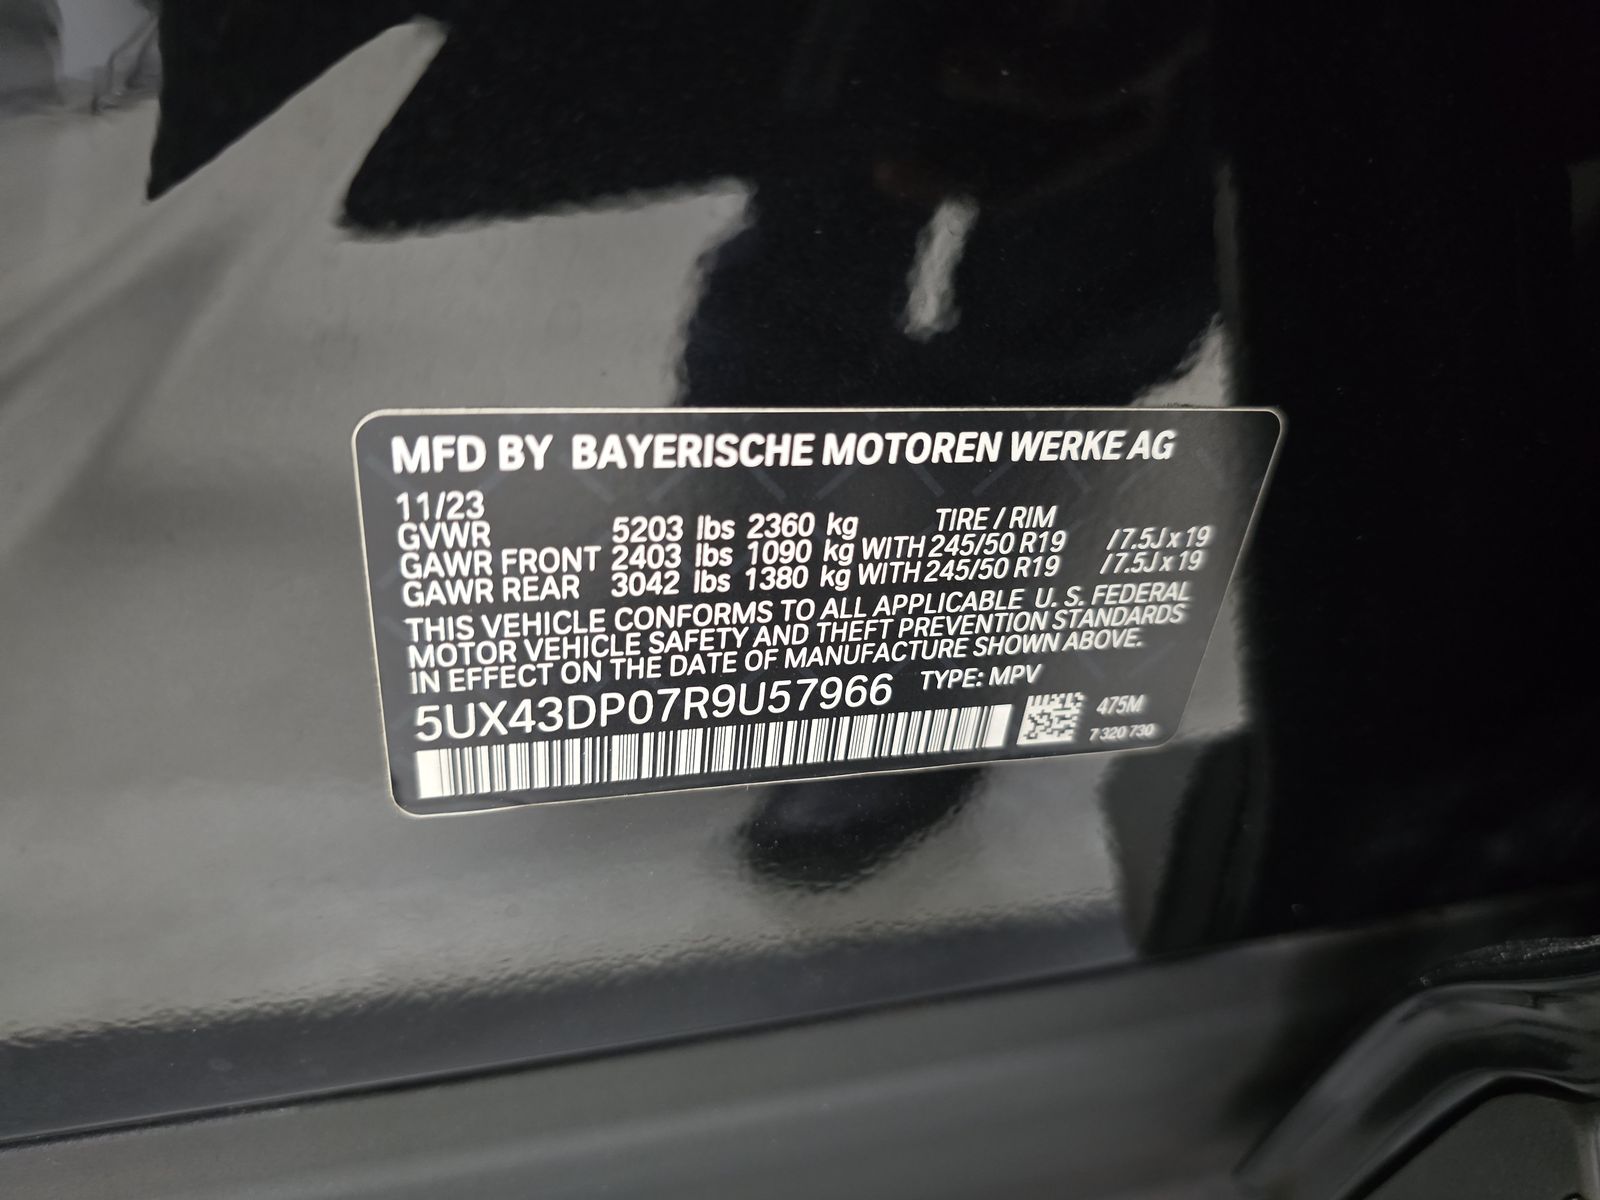 MFD BY BAYERISCHE MOTOREN WERKE AG
11/23
TIRE / RIM
GVWR 5203 lbs 2360 kg
GAWR FRONT 2403 lbs 1090 kg WITH 245/50 R19 /7.5J x 19
GAWR REAR 3042 lbs 1380 kg WITH 245/50 R19 /7.5J x 19
THIS VEHICLE CONFORMS TO ALL APPLICABLE U. S. FEDERAL
MOTOR VEHICLE SAFETY AND THEFT PREVENTION STANDARDS
IN EFFECT ON THE DATE OF MANUFACTURE SHOWN ABOVE.
5UX43DP07R9U57966 TYPE: MPV
475M
7 320 730